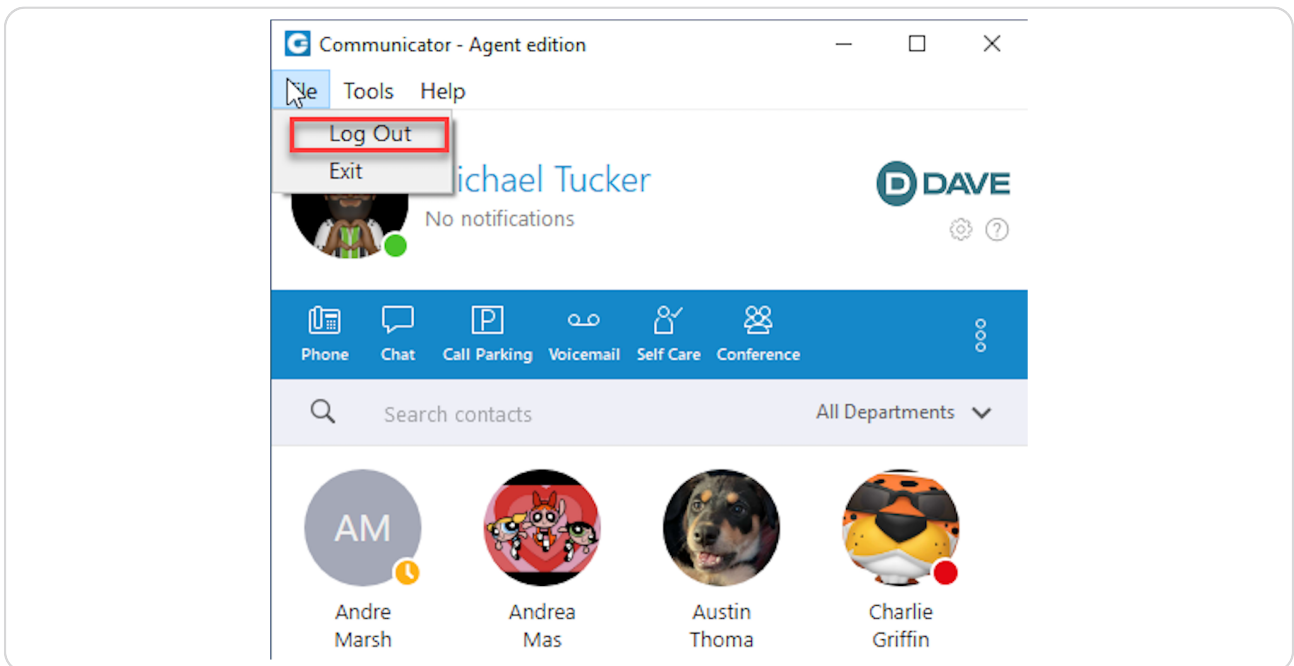 Communicator - Agent edition
Tools Help
Log Out
Exit
ichael Tucker
No notifications
D DAVE
Phone Chat Call Parking Voicemail Self Care Conference
Search contacts All Departments
AM
Andre Andrea Austin Charlie
Marsh Mas Thoma Griffin